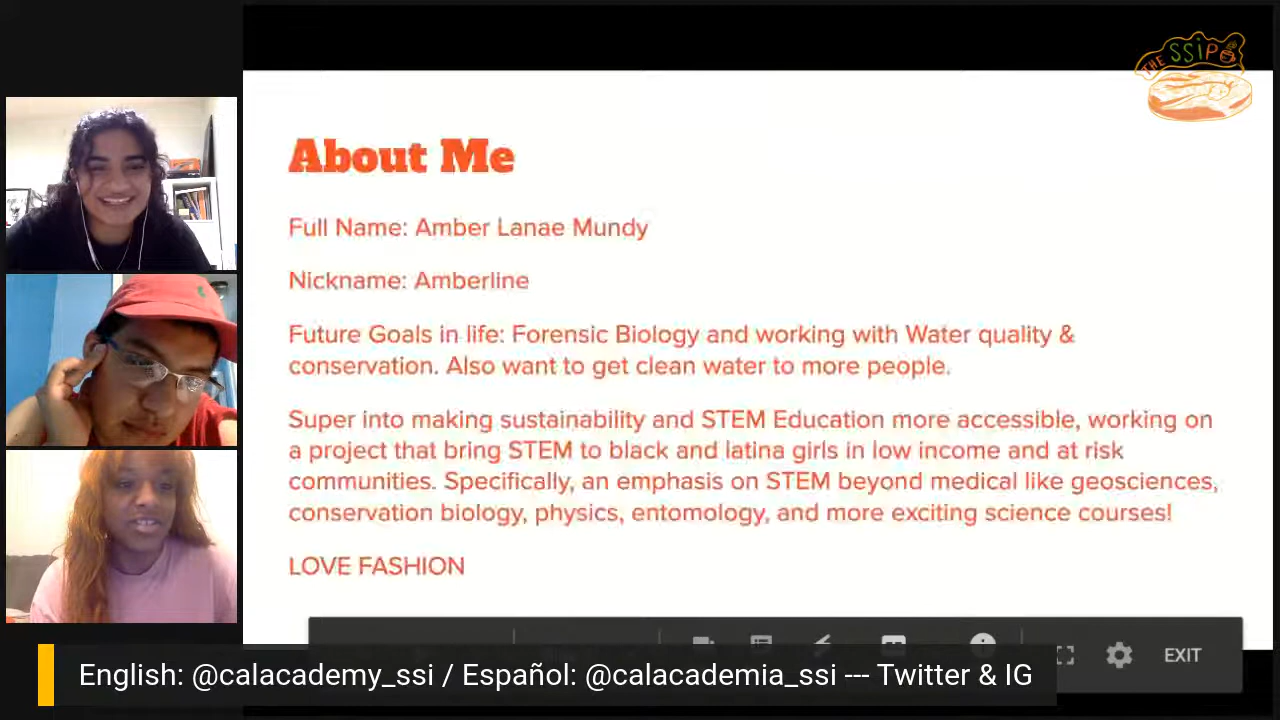 THE SSiP
About Me
Full Name: Amber Lanae Mundy
Nickname: Amberline
Future Goals in life: Forensic Biology and working with Water quality &
conservation. Also want to get clean water to more people.
Super into making sustainability and STEM Education more accessible, working on
a project that bring STEM to black and latina girls in low income and at risk
communities. Specifically, an emphasis on STEM beyond medical like geosciences,
conservation biology, physics, entomology, and more exciting science courses!
LOVE FASHION
EXIT
English: @calacademy_ssi / Español: @calacademia_ssi --- Twitter & IG